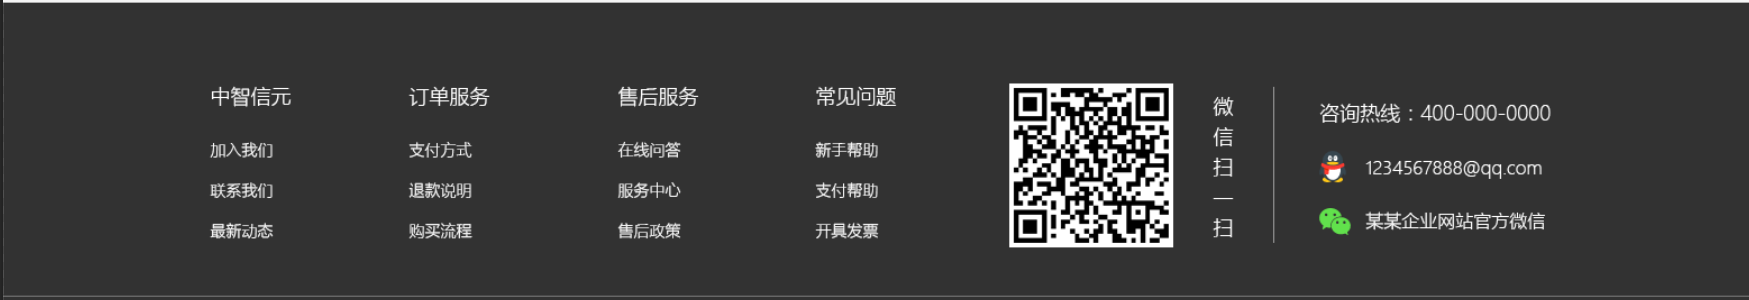 中智信元
加入我们
联系我们
最新动态
订单服务
支付方式
退款说明
购买流程
售后服务
在线问答
服务中心
售后政策
常见问题
新手帮助
支付帮助
开具发票
微信扫一扫
咨询热线：400-000-0000
1234567888@qq.com
某某企业网站官方微信